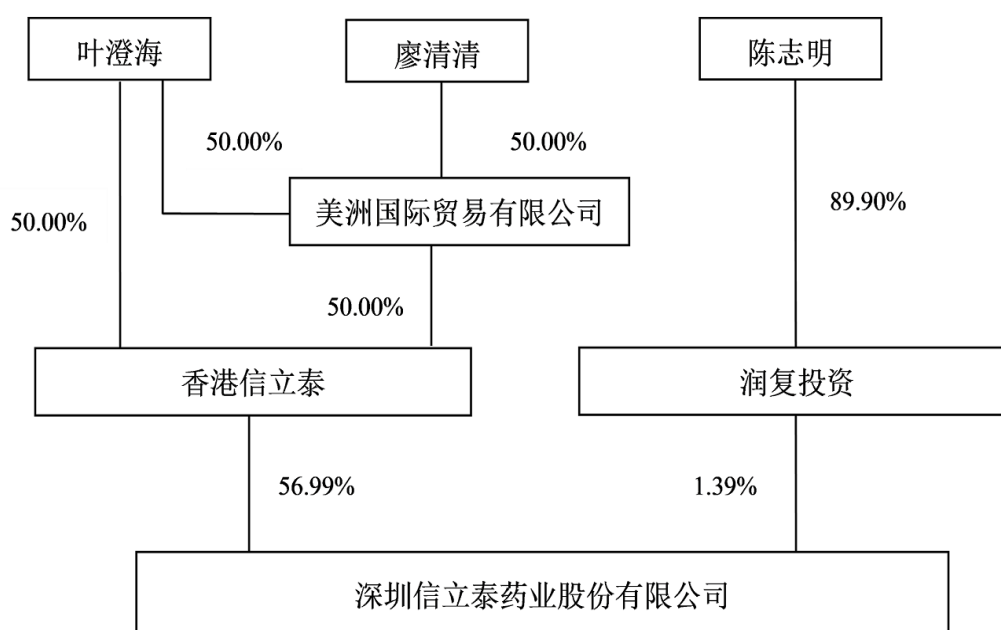 叶澄海
廖清清
陈志明
50.00%
50.00%
50.00%
89.90%
美洲国际贸易有限公司
50.00%
香港信立泰
润复投资
56.99%
1.39%
深圳信立泰药业股份有限公司